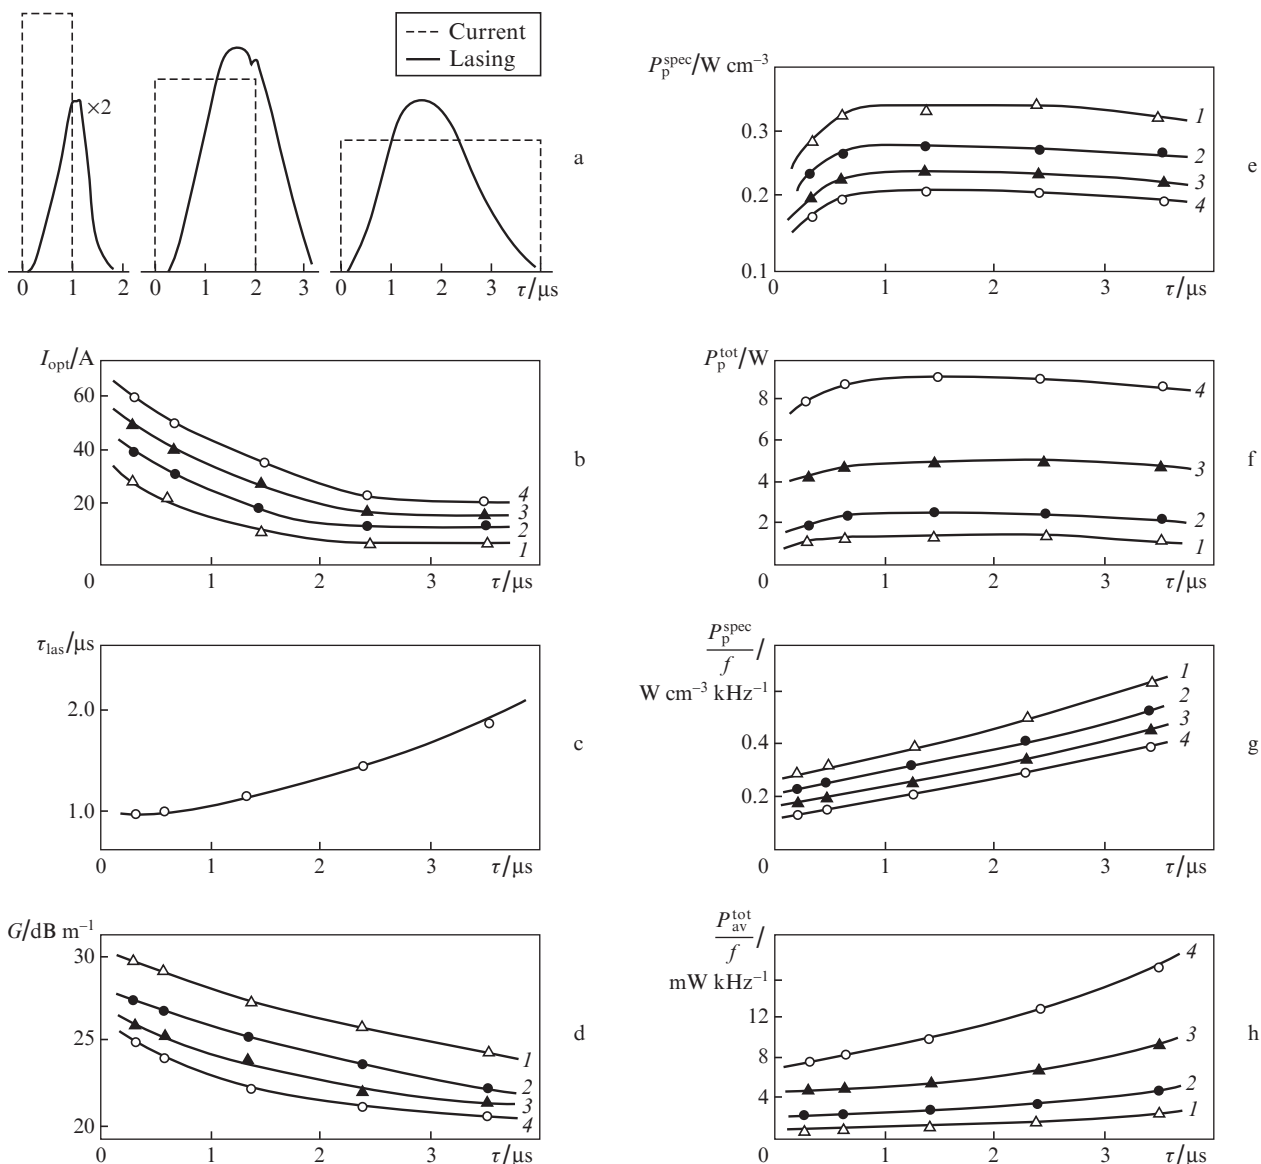 Current
Lasing
×2
0 1 2 0 1 2 3 0 1 2 3 τ/μs
a
I_opt/A
60
40
20
4
3
2
1
0 1 2 3 τ/μs
b
τ_las/μs
2.0
1.0
0 1 2 3 τ/μs
c
G/dB m⁻¹
30
25
20
1
2
3
4
0 1 2 3 τ/μs
d
P_p^spec/W cm⁻³
0.3
0.2
0.1
1
2
3
4
0 1 2 3 τ/μs
e
P_p^tot/W
8
6
4
2
4
3
2
1
0 1 2 3 τ/μs
f
P_p^spec/f /
W cm⁻³ kHz⁻¹
0.4
0.2
1
2
3
4
0 1 2 3 τ/μs
g
P_av^tot/f /
mW kHz⁻¹
12
8
4
4
3
2
1
0 1 2 3 τ/μs
h